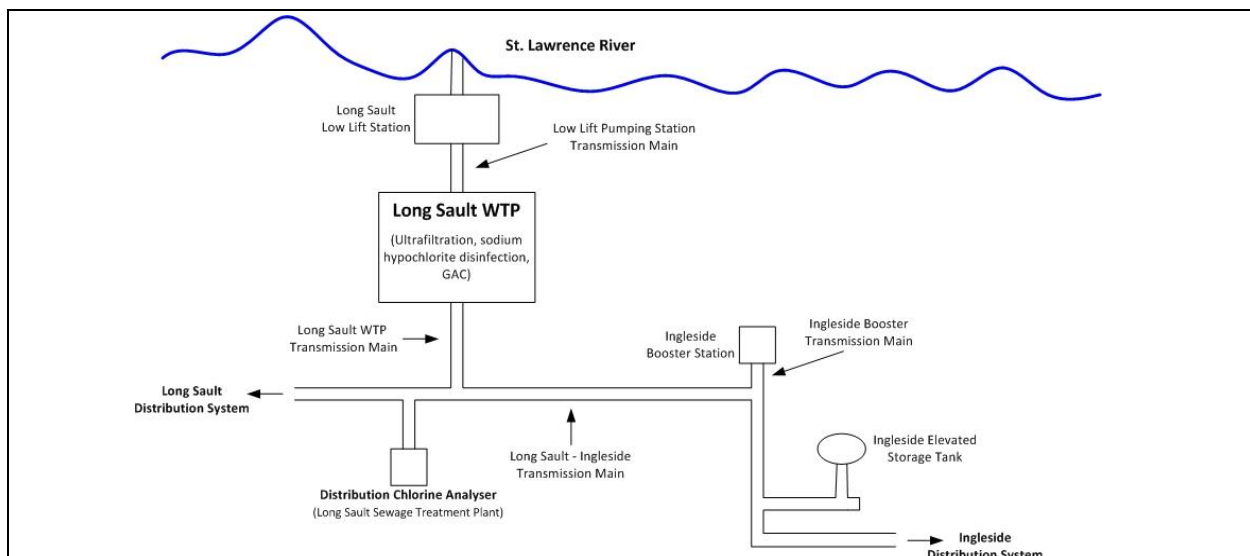 St. Lawrence River
Long Sault
Low Lift Station
Low Lift Pumping Station
Transmission Main
Long Sault WTP
(Ultrafiltration, sodium
hypochlorite disinfection,
GAC)
Long Sault WTP
Transmission Main
Ingleside
Booster Station
Ingleside Booster
Transmission Main
Long Sault
Distribution System
Long Sault - Ingleside
Transmission Main
Ingleside Elevated
Storage Tank
Distribution Chlorine Analyser
(Long Sault Sewage Treatment Plant)
Ingleside
Distribution System